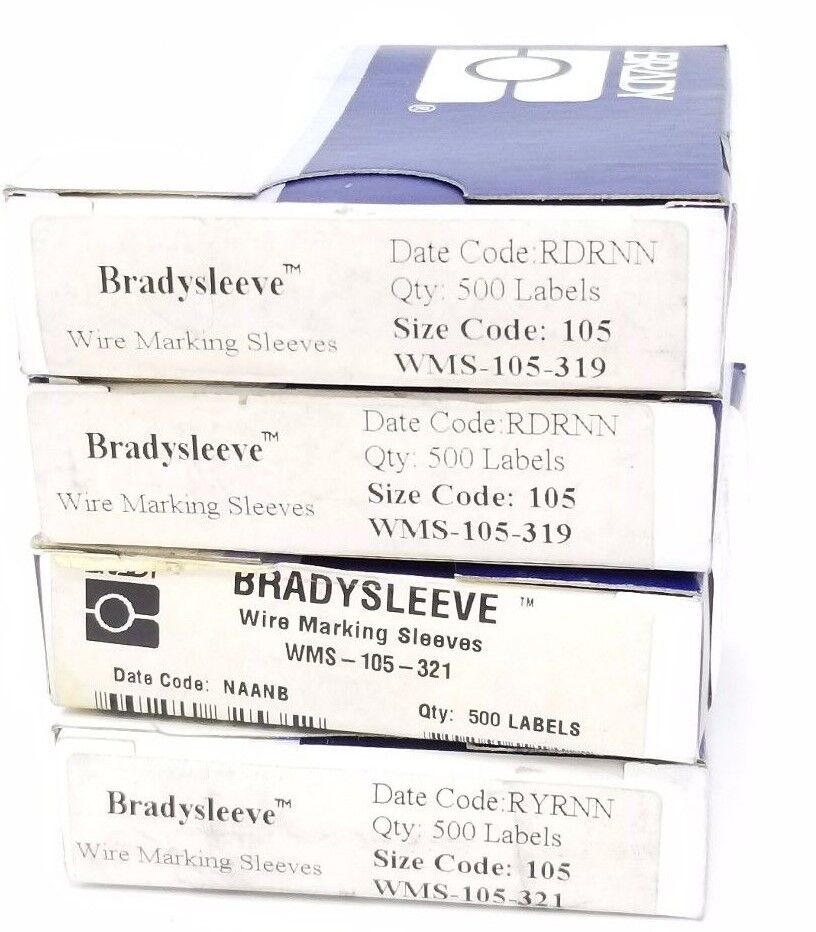 BRADY
®
Bradysleeve™
Wire Marking Sleeves
Date Code:RDRNN
Qty: 500 Labels
Size Code: 105
WMS-105-319
Bradysleeve™
Wire Marking Sleeves
Date Code:RDRNN
Qty: 500 Labels
Size Code: 105
WMS-105-319
BRADY
BRADYSLEEVE™
Wire Marking Sleeves
WMS-105-321
Date Code: NAANB
Qty: 500 LABELS
Bradysleeve™
Wire Marking Sleeves
Date Code:RYRNN
Qty: 500 Labels
Size Code: 105
WMS-105-321